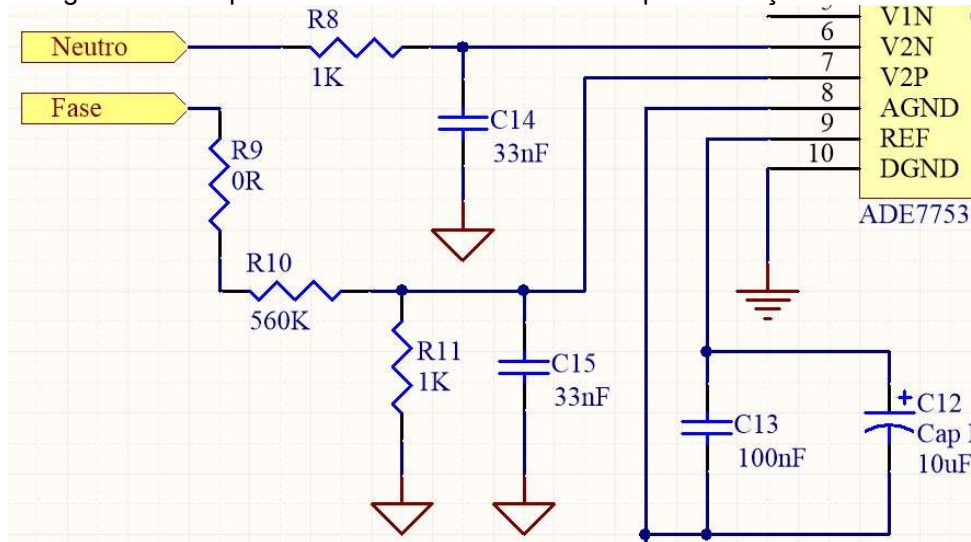 V1N
Neutro
R8
1K
6
V2N
7
V2P
Fase
8
AGND
C14
33nF
9
REF
R9
0R
10
DGND
ADE7753
R10
560K
R11
1K
C15
33nF
C13
100nF
C12
Cap
10uF